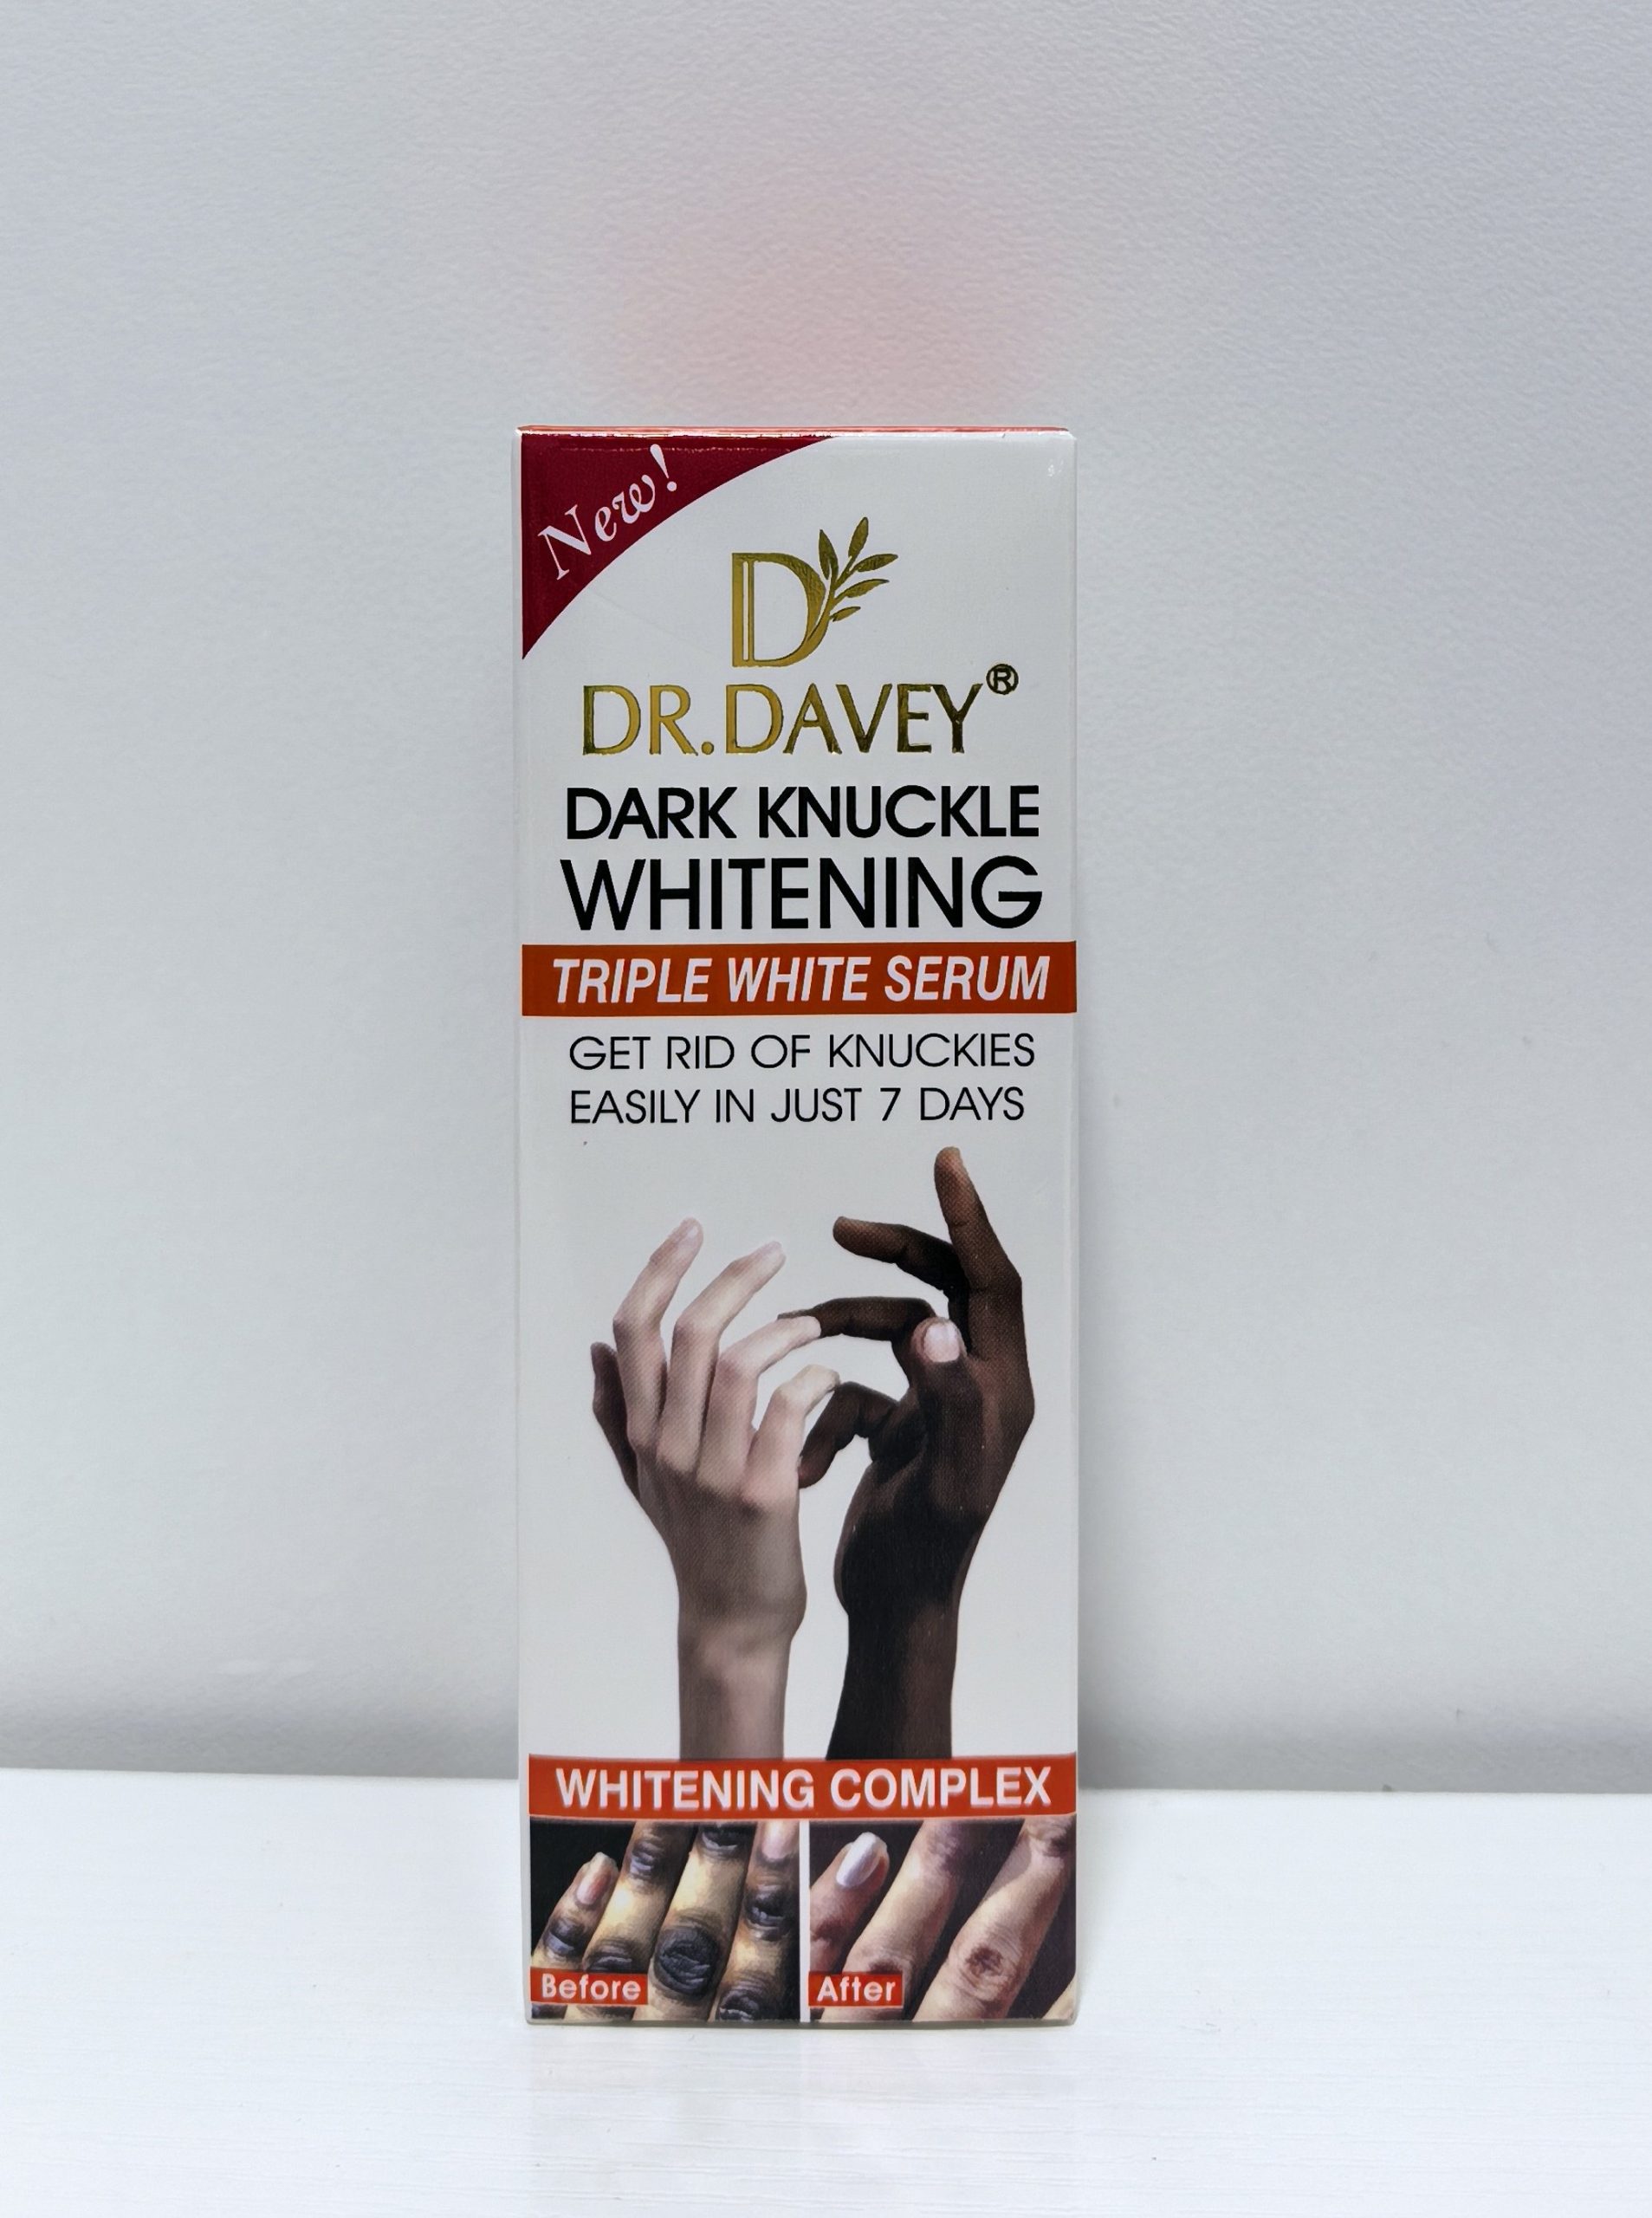 New!
D
DR.DAVEY®
DARK KNUCKLE
WHITENING
TRIPLE WHITE SERUM
GET RID OF KNUCKIES
EASILY IN JUST 7 DAYS
WHITENING COMPLEX
Before
After